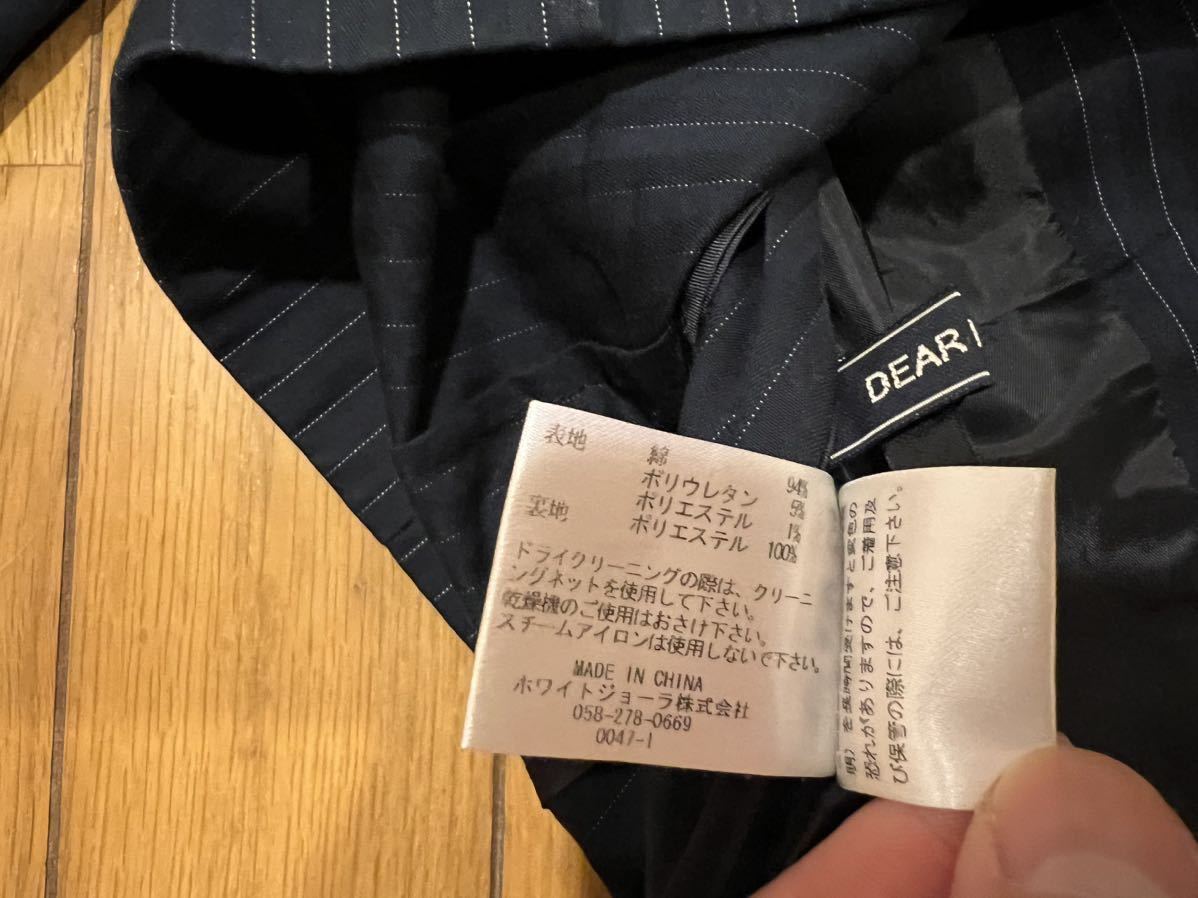 DEAR
表地
綿 94%
ポリウレタン 5%
ポリエステル 1%
裏地 ポリエステル 100%
ドライクリーニングの際は、クリーニ
ングネットを使用して下さい。
乾燥機のご使用はおさけ下さい。
スチームアイロンは使用しないで下さい。
MADE IN CHINA
ホワイトジョーラ株式会社
058-278-0669
0047-1
恐れがありますので、ご着用及
び保管の際には、ご注意下さい。